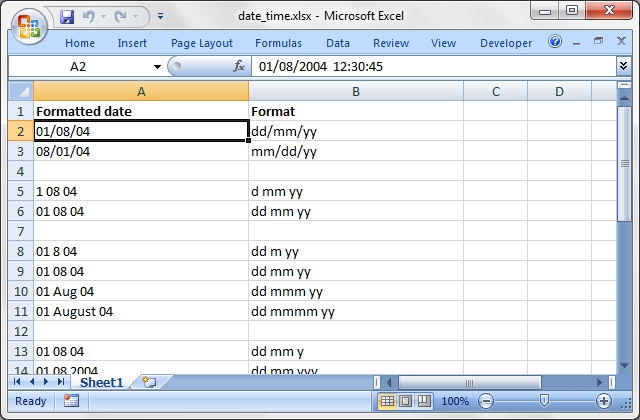 date_time.xlsx - Microsoft Excel
Home Insert Page Layout Formulas Data Review View Developer
A2 fx 01/08/2004 12:30:45
A B C D
1 Formatted date Format
2 01/08/04 dd/mm/yy
3 08/01/04 mm/dd/yy
4
5 1 08 04 d mm yy
6 01 08 04 dd mm yy
7
8 01 8 04 dd m yy
9 01 08 04 dd mm yy
10 01 Aug 04 dd mmm yy
11 01 August 04 dd mmmm yy
12
13 01 08 04 dd mm y
14 01 08 2004 dd mm yyy
Sheet1
Ready 100%